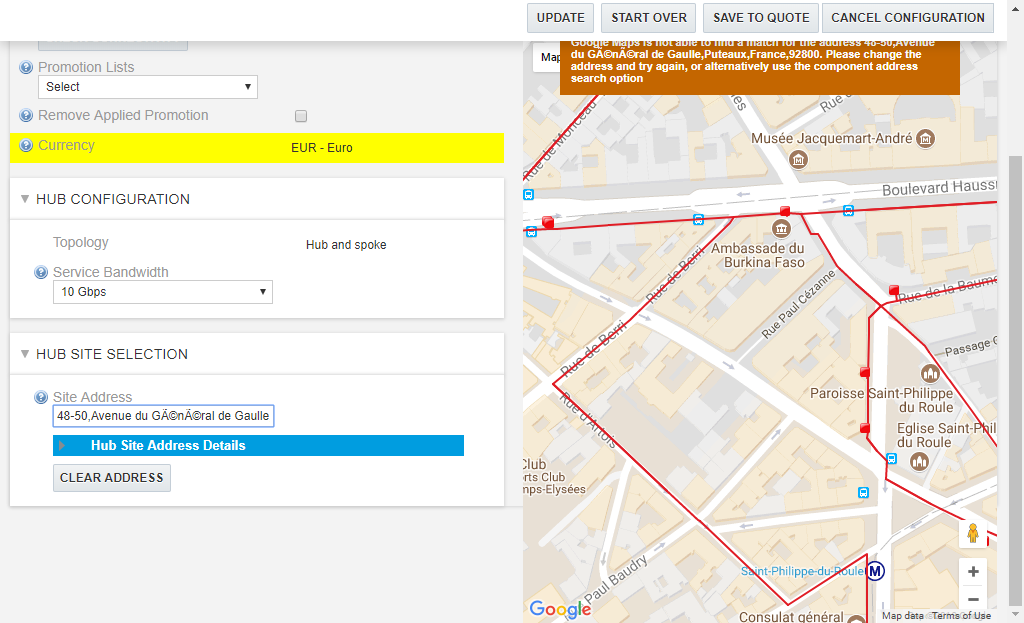 UPDATE
START OVER
SAVE TO QUOTE
CANCEL CONFIGURATION
Promotion Lists
Select
Remove Applied Promotion
Currency
EUR - Euro
HUB CONFIGURATION
Topology
Hub and spoke
Service Bandwidth
10 Gbps
HUB SITE SELECTION
Site Address
48-50,Avenue du GÃ©nÃ©ral de Gaulle
Hub Site Address Details
CLEAR ADDRESS
Map
Google Maps is not able to find a match for the address 48-50,Avenue
du GÃ©nÃ©ral de Gaulle,Puteaux,France,92800. Please change the
address and try again, or alternatively use the component address
search option
Rue de Monceau
Rue
Musée Jacquemart-André
Boulevard Hauss
Ambassade du
Burkina Faso
Rue de Berri
Rue Paul Cézanne
Rue de la Baume
Rue de Berri
Passage
Paroisse Saint-Philippe
du Roule
Rue d'Artois
Eglise Saint-Phil
du Roule
Club
rts Club
mps-Elysées
Saint-Philippe-du-Roule
M
Rue Paul Baudry
Google
Consulat général
Map data
Terms of Use